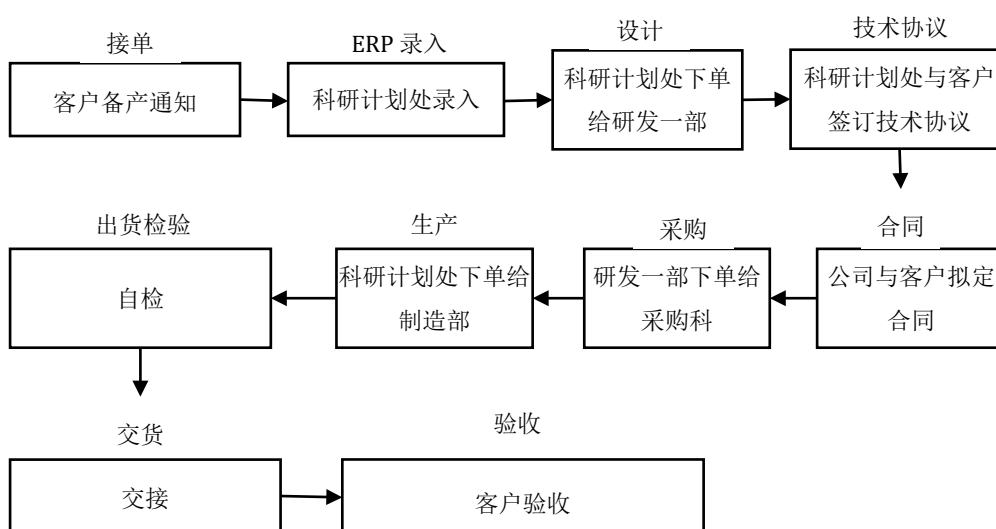 接单
客户备产通知
ERP 录入
科研计划处录入
设计
科研计划处下单
给研发一部
技术协议
科研计划处与客户
签订技术协议
合同
公司与客户拟定
合同
采购
研发一部下单给
采购科
生产
科研计划处下单给
制造部
出货检验
自检
交货
交接
验收
客户验收